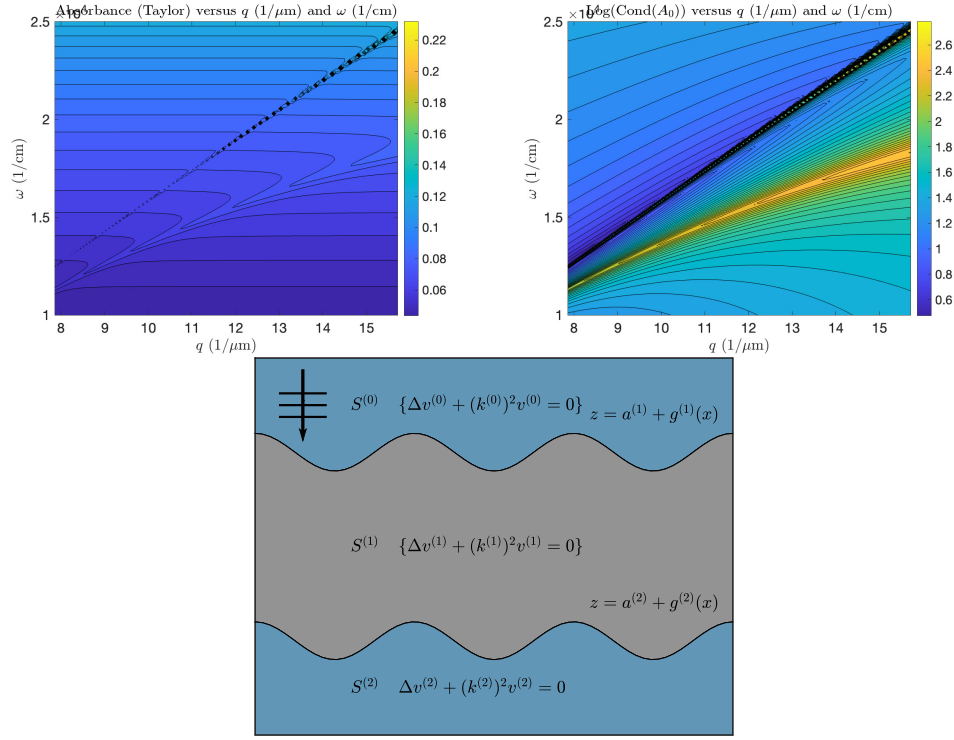 Absorbance (Taylor) versus q (1/μm) and ω (1/cm)
2.5
2
1.5
1
ω (1/cm)
8 9 10 11 12 13 14 15
q (1/μm)
0.22
0.2
0.18
0.16
0.14
0.12
0.1
0.08
0.06
Log(Cond(A₀)) versus q (1/μm) and ω (1/cm)
2.5
2
1.5
1
ω (1/cm)
8 9 10 11 12 13 14 15
q (1/μm)
2.6
2.4
2.2
2
1.8
1.6
1.4
1.2
1
0.8
0.6
S⁽⁰⁾ {Δv⁽⁰⁾ + (k⁽⁰⁾)²v⁽⁰⁾ = 0}
z = a⁽¹⁾ + g⁽¹⁾(x)
S⁽¹⁾ {Δv⁽¹⁾ + (k⁽¹⁾)²v⁽¹⁾ = 0}
z = a⁽²⁾ + g⁽²⁾(x)
S⁽²⁾ Δv⁽²⁾ + (k⁽²⁾)²v⁽²⁾ = 0